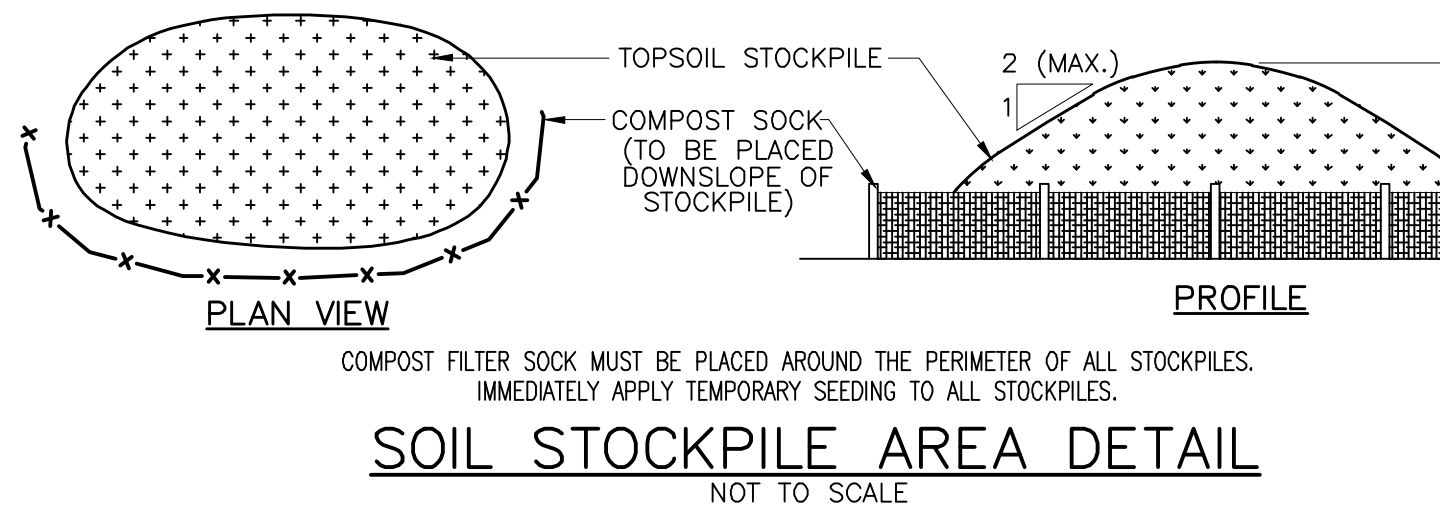 TOPSOIL STOCKPILE
2 (MAX.)
1
COMPOST SOCK
(TO BE PLACED
DOWNSLOPE OF
STOCKPILE)
PLAN VIEW
PROFILE
COMPOST FILTER SOCK MUST BE PLACED AROUND THE PERIMETER OF ALL STOCKPILES.
IMMEDIATELY APPLY TEMPORARY SEEDING TO ALL STOCKPILES.
SOIL STOCKPILE AREA DETAIL
NOT TO SCALE